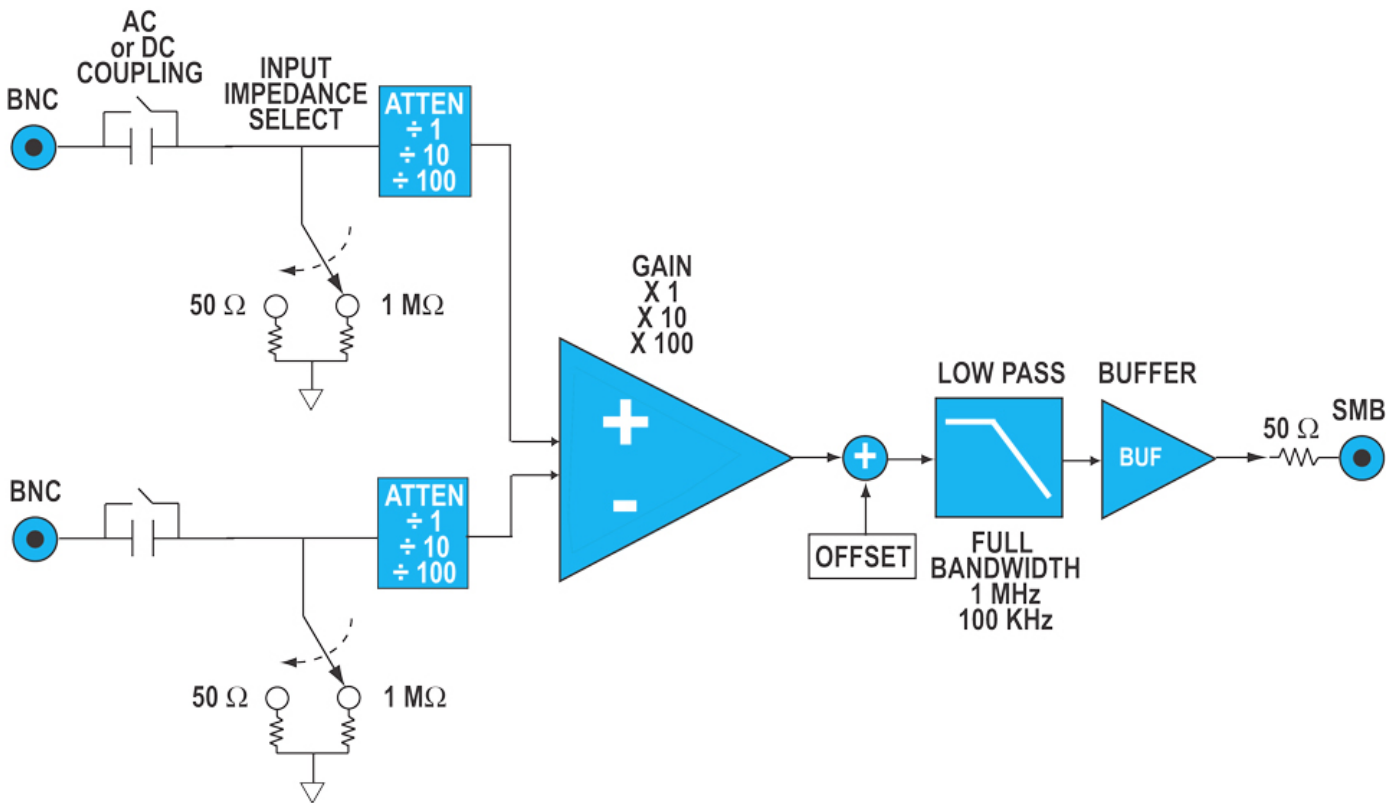 AC
or DC
COUPLING
BNC
INPUT
IMPEDANCE
SELECT
ATTEN
÷ 1
÷ 10
÷ 100
50 Ω
1 MΩ
GAIN
X 1
X 10
X 100
+
-
BNC
ATTEN
÷ 1
÷ 10
÷ 100
50 Ω
1 MΩ
+
OFFSET
LOW PASS
FULL
BANDWIDTH
1 MHz
100 KHz
BUFFER
BUF
50 Ω
SMB